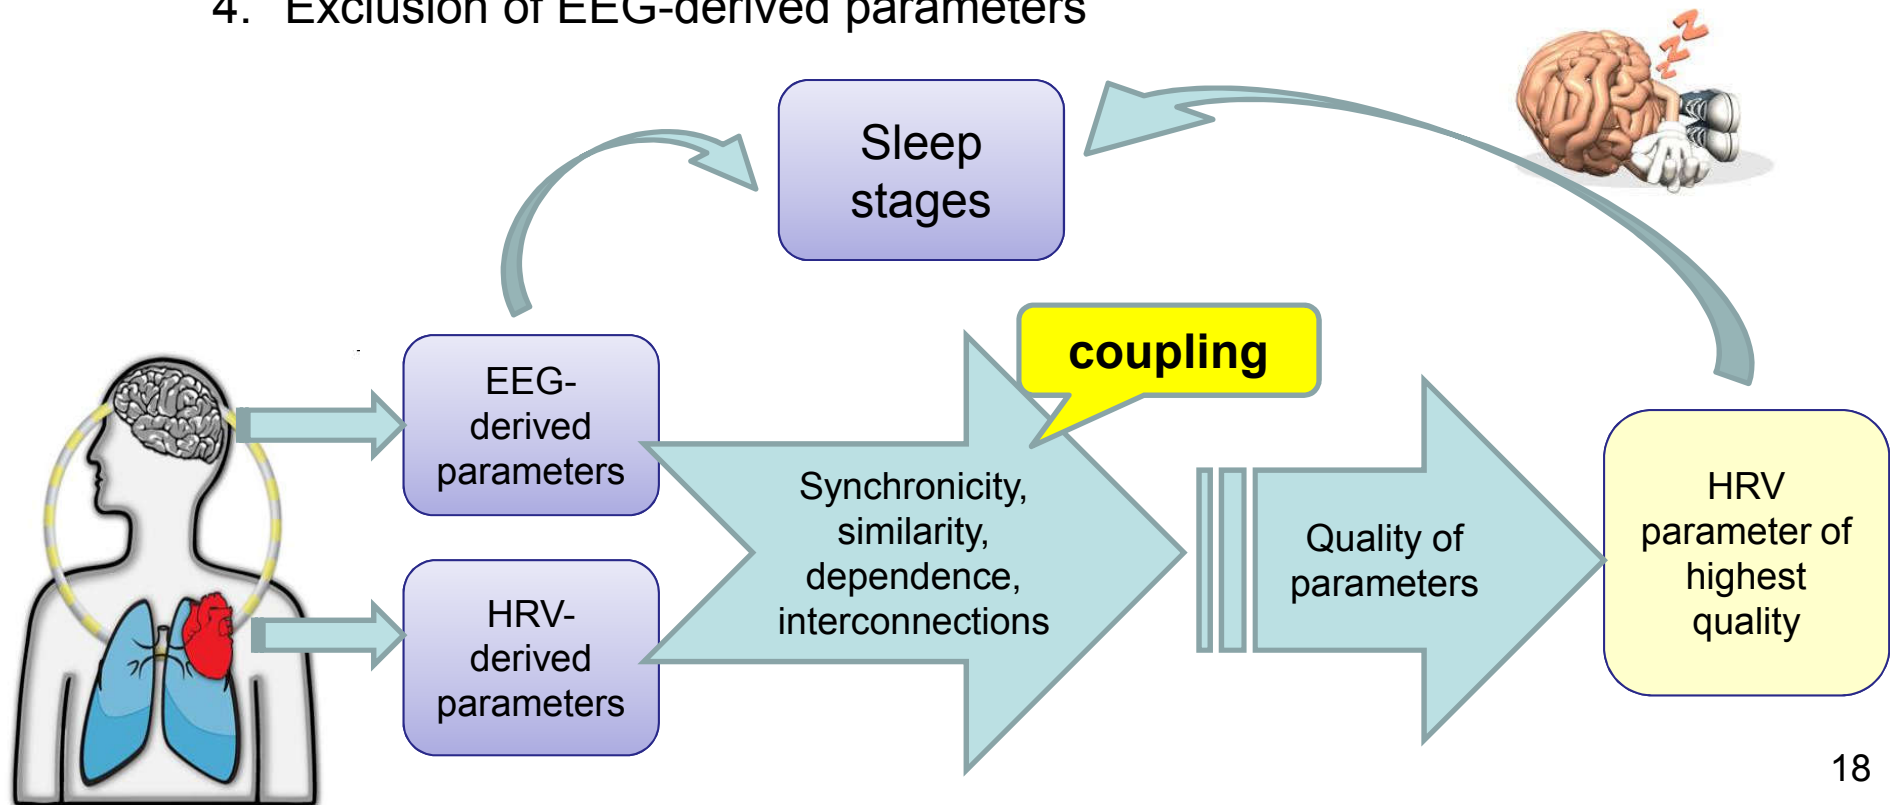 4. Exclusion of EEG-derived parameters
Sleep
stages
coupling
EEG-
derived
parameters
HRV-
derived
parameters
Synchronicity,
similarity,
dependence,
interconnections
Quality of
parameters
HRV
parameter of
highest
quality
zzz
18